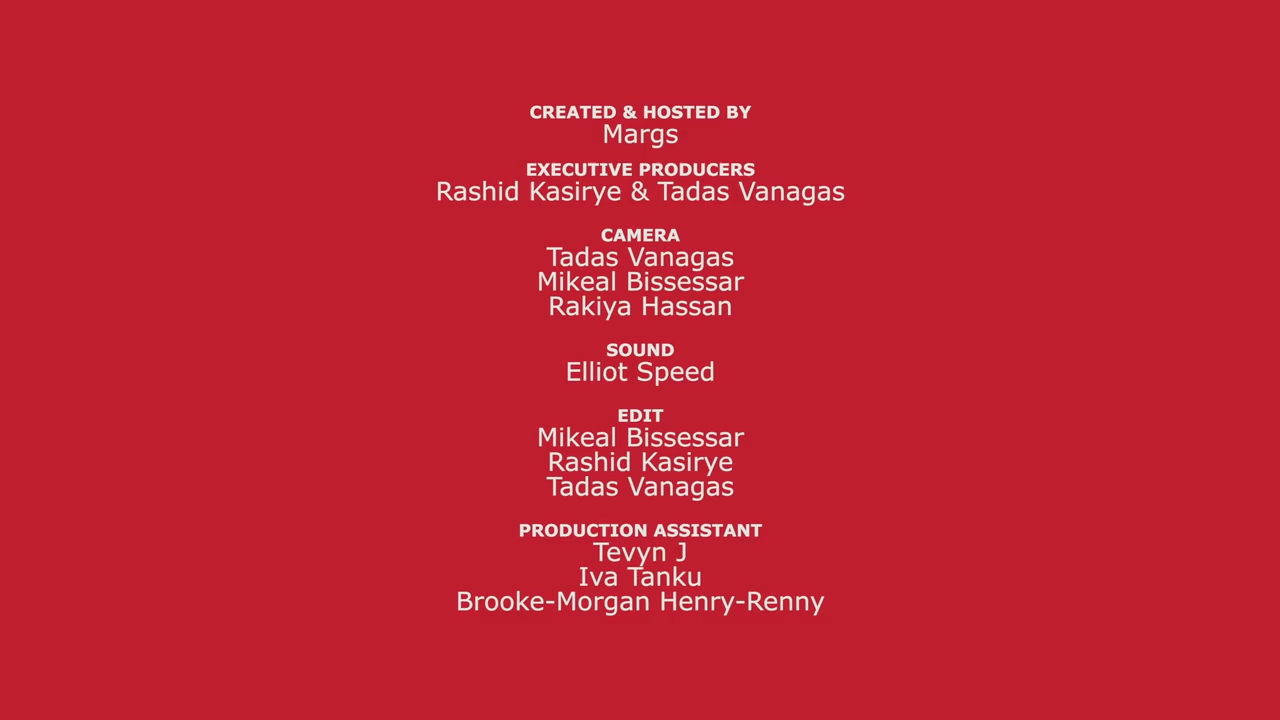 CREATED & HOSTED BY
Margs
EXECUTIVE PRODUCERS
Rashid Kasirye & Tadas Vanagas
CAMERA
Tadas Vanagas
Mikeal Bissessar
Rakiya Hassan
SOUND
Elliot Speed
EDIT
Mikeal Bissessar
Rashid Kasirye
Tadas Vanagas
PRODUCTION ASSISTANT
Tevyn J
Iva Tanku
Brooke-Morgan Henry-Renny